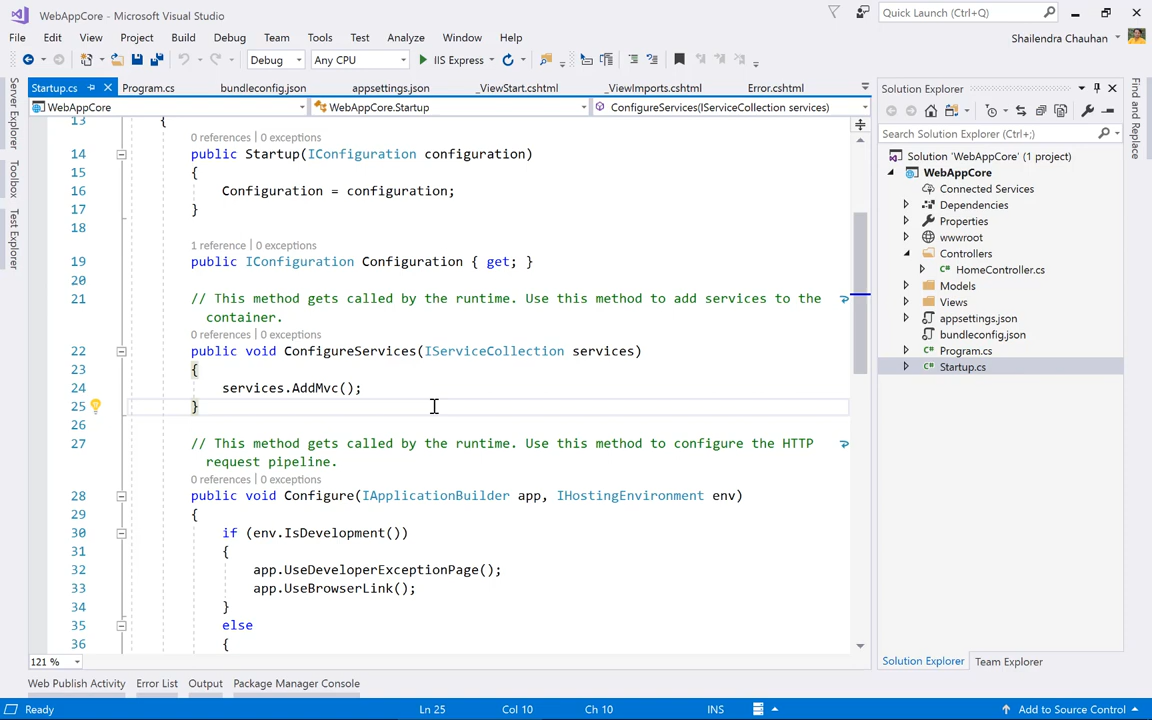 WebAppCore - Microsoft Visual Studio
Quick Launch (Ctrl+Q)
File Edit View Project Build Debug Team Tools Test Analyze Window Help
Shailendra Chauhan
Debug Any CPU IIS Express
Server Explorer
Toolbox
Test Explorer
Startup.cs Program.cs bundleconfig.json appsettings.json _ViewStart.cshtml _ViewImports.cshtml Error.cshtml
WebAppCore WebAppCore.Startup ConfigureServices(IServiceCollection services)
13 {
0 references | 0 exceptions
14 public Startup(IConfiguration configuration)
15 {
16 Configuration = configuration;
17 }
18
1 reference | 0 exceptions
19 public IConfiguration Configuration { get; }
20
21 // This method gets called by the runtime. Use this method to add services to the
container.
0 references | 0 exceptions
22 public void ConfigureServices(IServiceCollection services)
23 {
24 services.AddMvc();
25 }
26
27 // This method gets called by the runtime. Use this method to configure the HTTP
request pipeline.
0 references | 0 exceptions
28 public void Configure(IApplicationBuilder app, IHostingEnvironment env)
29 {
30 if (env.IsDevelopment())
31 {
32 app.UseDeveloperExceptionPage();
33 app.UseBrowserLink();
34 }
35 else
36 {
121 %
Solution Explorer
Search Solution Explorer (Ctrl+;)
Solution 'WebAppCore' (1 project)
WebAppCore
Connected Services
Dependencies
Properties
wwwroot
Controllers
HomeController.cs
Models
Views
appsettings.json
bundleconfig.json
Program.cs
Startup.cs
Solution Explorer Team Explorer
Find and Replace
Web Publish Activity Error List Output Package Manager Console
Ready Ln 25 Col 10 Ch 10 INS Add to Source Control